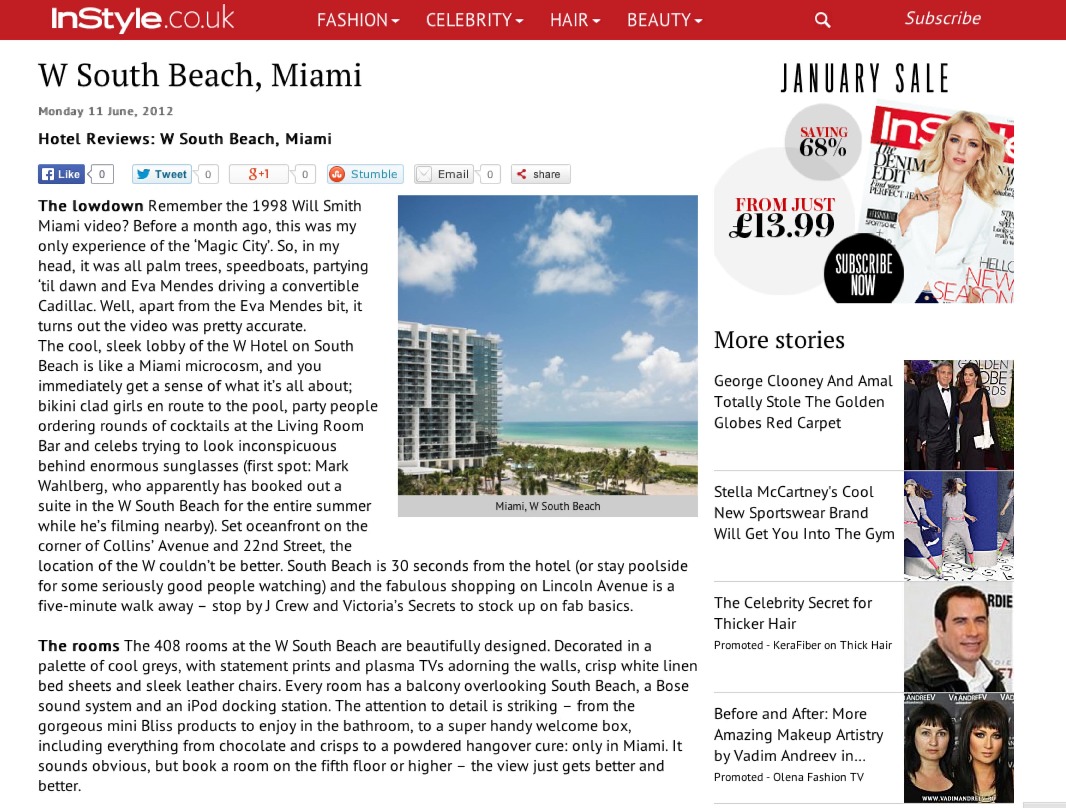 InStyle.co.uk
FASHION
CELEBRITY
HAIR
BEAUTY
Subscribe
W South Beach, Miami
Monday 11 June, 2012
Hotel Reviews: W South Beach, Miami
Like 0
Tweet 0
g+1 0
Stumble
Email 0
share
The lowdown Remember the 1998 Will Smith
Miami video? Before a month ago, this was my
only experience of the ‘Magic City’. So, in my
head, it was all palm trees, speedboats, partying
‘til dawn and Eva Mendes driving a convertible
Cadillac. Well, apart from the Eva Mendes bit, it
turns out the video was pretty accurate.
The cool, sleek lobby of the W Hotel on South
Beach is like a Miami microcosm, and you
immediately get a sense of what it’s all about;
bikini clad girls en route to the pool, party people
ordering rounds of cocktails at the Living Room
Bar and celebs trying to look inconspicuous
behind enormous sunglasses (first spot: Mark
Wahlberg, who apparently has booked out a
suite in the W South Beach for the entire summer
while he’s filming nearby). Set oceanfront on the
corner of Collins’ Avenue and 22nd Street, the
location of the W couldn’t be better. South Beach is 30 seconds from the hotel (or stay poolside
for some seriously good people watching) and the fabulous shopping on Lincoln Avenue is a
five-minute walk away – stop by J Crew and Victoria’s Secrets to stock up on fab basics.
Miami, W South Beach
The rooms The 408 rooms at the W South Beach are beautifully designed. Decorated in a
palette of cool greys, with statement prints and plasma TVs adorning the walls, crisp white linen
bed sheets and sleek leather chairs. Every room has a balcony overlooking South Beach, a Bose
sound system and an iPod docking station. The attention to detail is striking – from the
gorgeous mini Bliss products to enjoy in the bathroom, to a super handy welcome box,
including everything from chocolate and crisps to a powdered hangover cure: only in Miami. It
sounds obvious, but book a room on the fifth floor or higher – the view just gets better and
better.
JANUARY SALE
SAVING
68%
FROM JUST
£13.99
SUBSCRIBE
NOW
InStyle
The
DENIM
EDIT
Find your
PERFECT JEANS
HELLO
NEW
SEASON
More stories
George Clooney And Amal
Totally Stole The Golden
Globes Red Carpet
GOLDEN
Stella McCartney's Cool
New Sportswear Brand
Will Get You Into The Gym
The Celebrity Secret for
Thicker Hair
Promoted - KeraFiber on Thick Hair
ARDIE
Before and After: More
Amazing Makeup Artistry
by Vadim Andreev in...
Promoted - Olena Fashion TV
ANDREEV
WWW.VADIMANDREEV